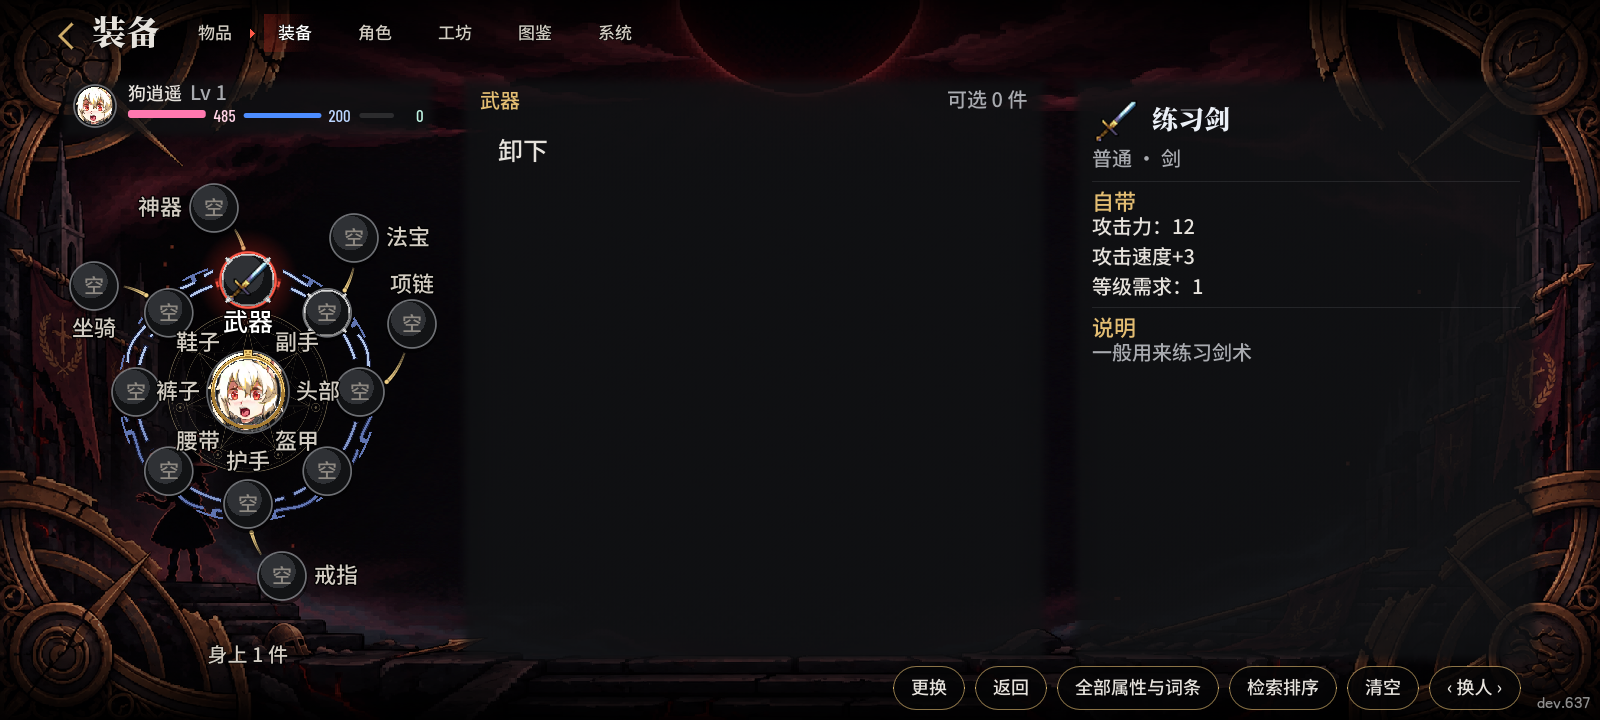 装备
物品
装备
角色
工坊
图鉴
系统
狗逍遥 Lv 1
485
200
0
神器
空
空
法宝
项链
空
空
坐骑
空
武器
空
鞋子
副手
空
裤子
头部
空
腰带
盔甲
空
护手
空
空
空
戒指
身上 1 件
武器
可选 0 件
卸下
练习剑
普通 · 剑
自带
攻击力：12
攻击速度+3
等级需求：1
说明
一般用来练习剑术
更换
返回
全部属性与词条
检索排序
清空
‹ 换人 ›
dev.637